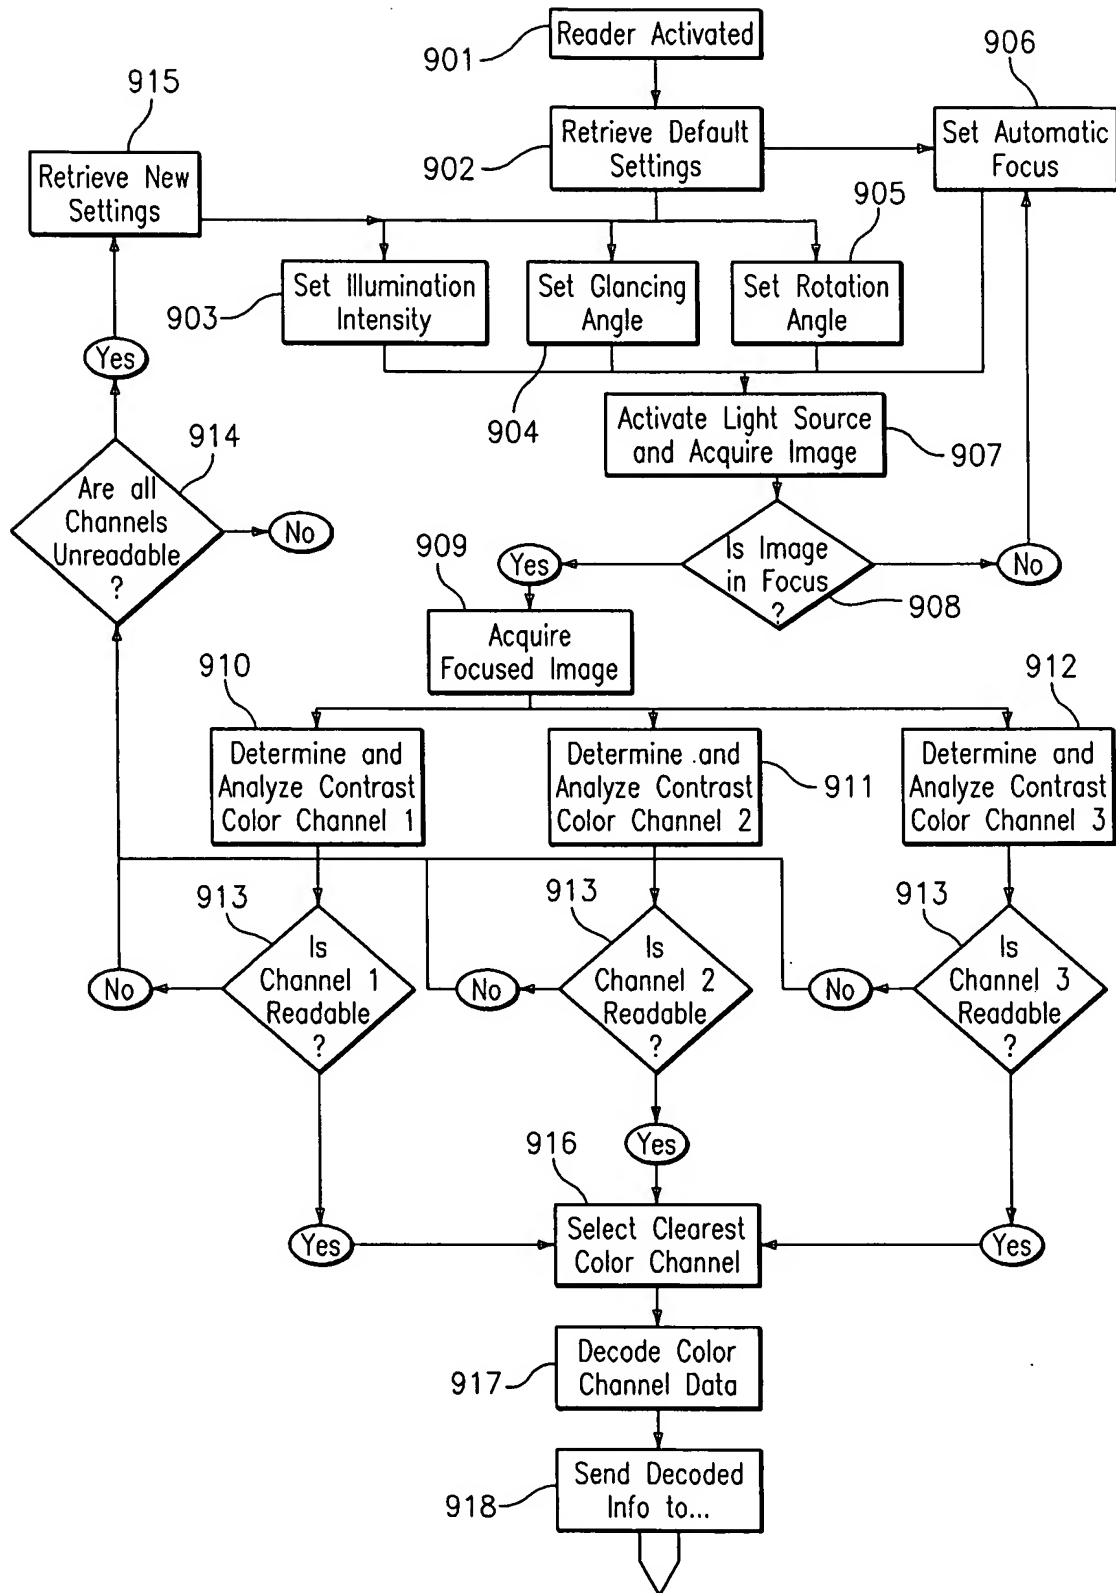 901
Reader Activated
906
915
902
Retrieve Default
Settings
Set Automatic
Focus
Retrieve New
Settings
905
903
Set Illumination
Intensity
Set Glancing
Angle
Set Rotation
Angle
Yes
904
Activate Light Source
and Acquire Image
907
914
Are all
Channels
Unreadable
?
No
909
Yes
Is Image
in Focus
?
No
908
Acquire
Focused Image
910
912
Determine and
Analyze Contrast
Color Channel 1
Determine and
Analyze Contrast
Color Channel 2
911
Determine and
Analyze Contrast
Color Channel 3
913
Is
Channel 1
Readable
?
No
913
Is
Channel 2
Readable
?
No
913
Is
Channel 3
Readable
?
No
Yes
916
Yes
Select Clearest
Color Channel
Yes
917
Decode Color
Channel Data
918
Send Decoded
Info to...